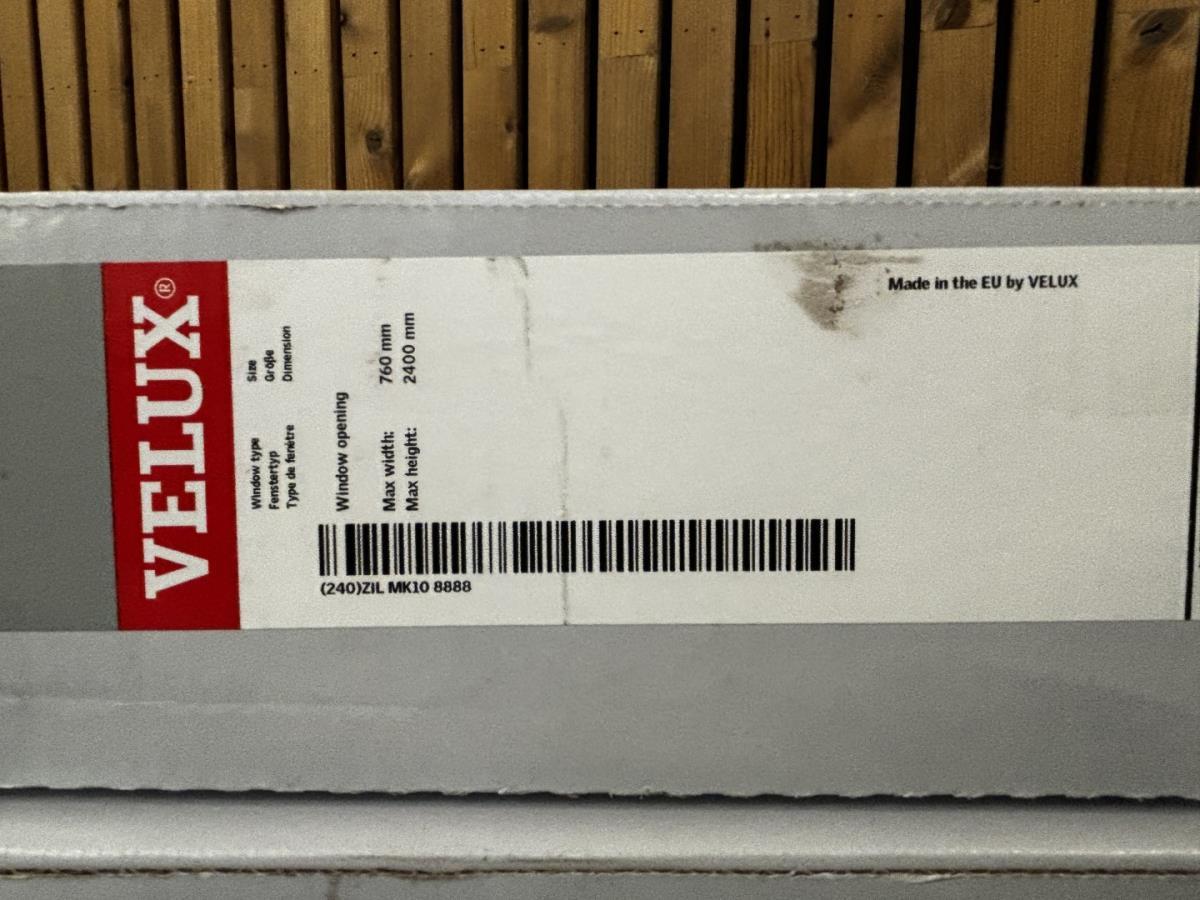 VELUX®
Window type Size
Fenstertyp Größe
Type de fenêtre Dimension
Window opening
Max width: 760 mm
Max height: 2400 mm
(240)ZIL MK10 8888
Made in the EU by VELUX